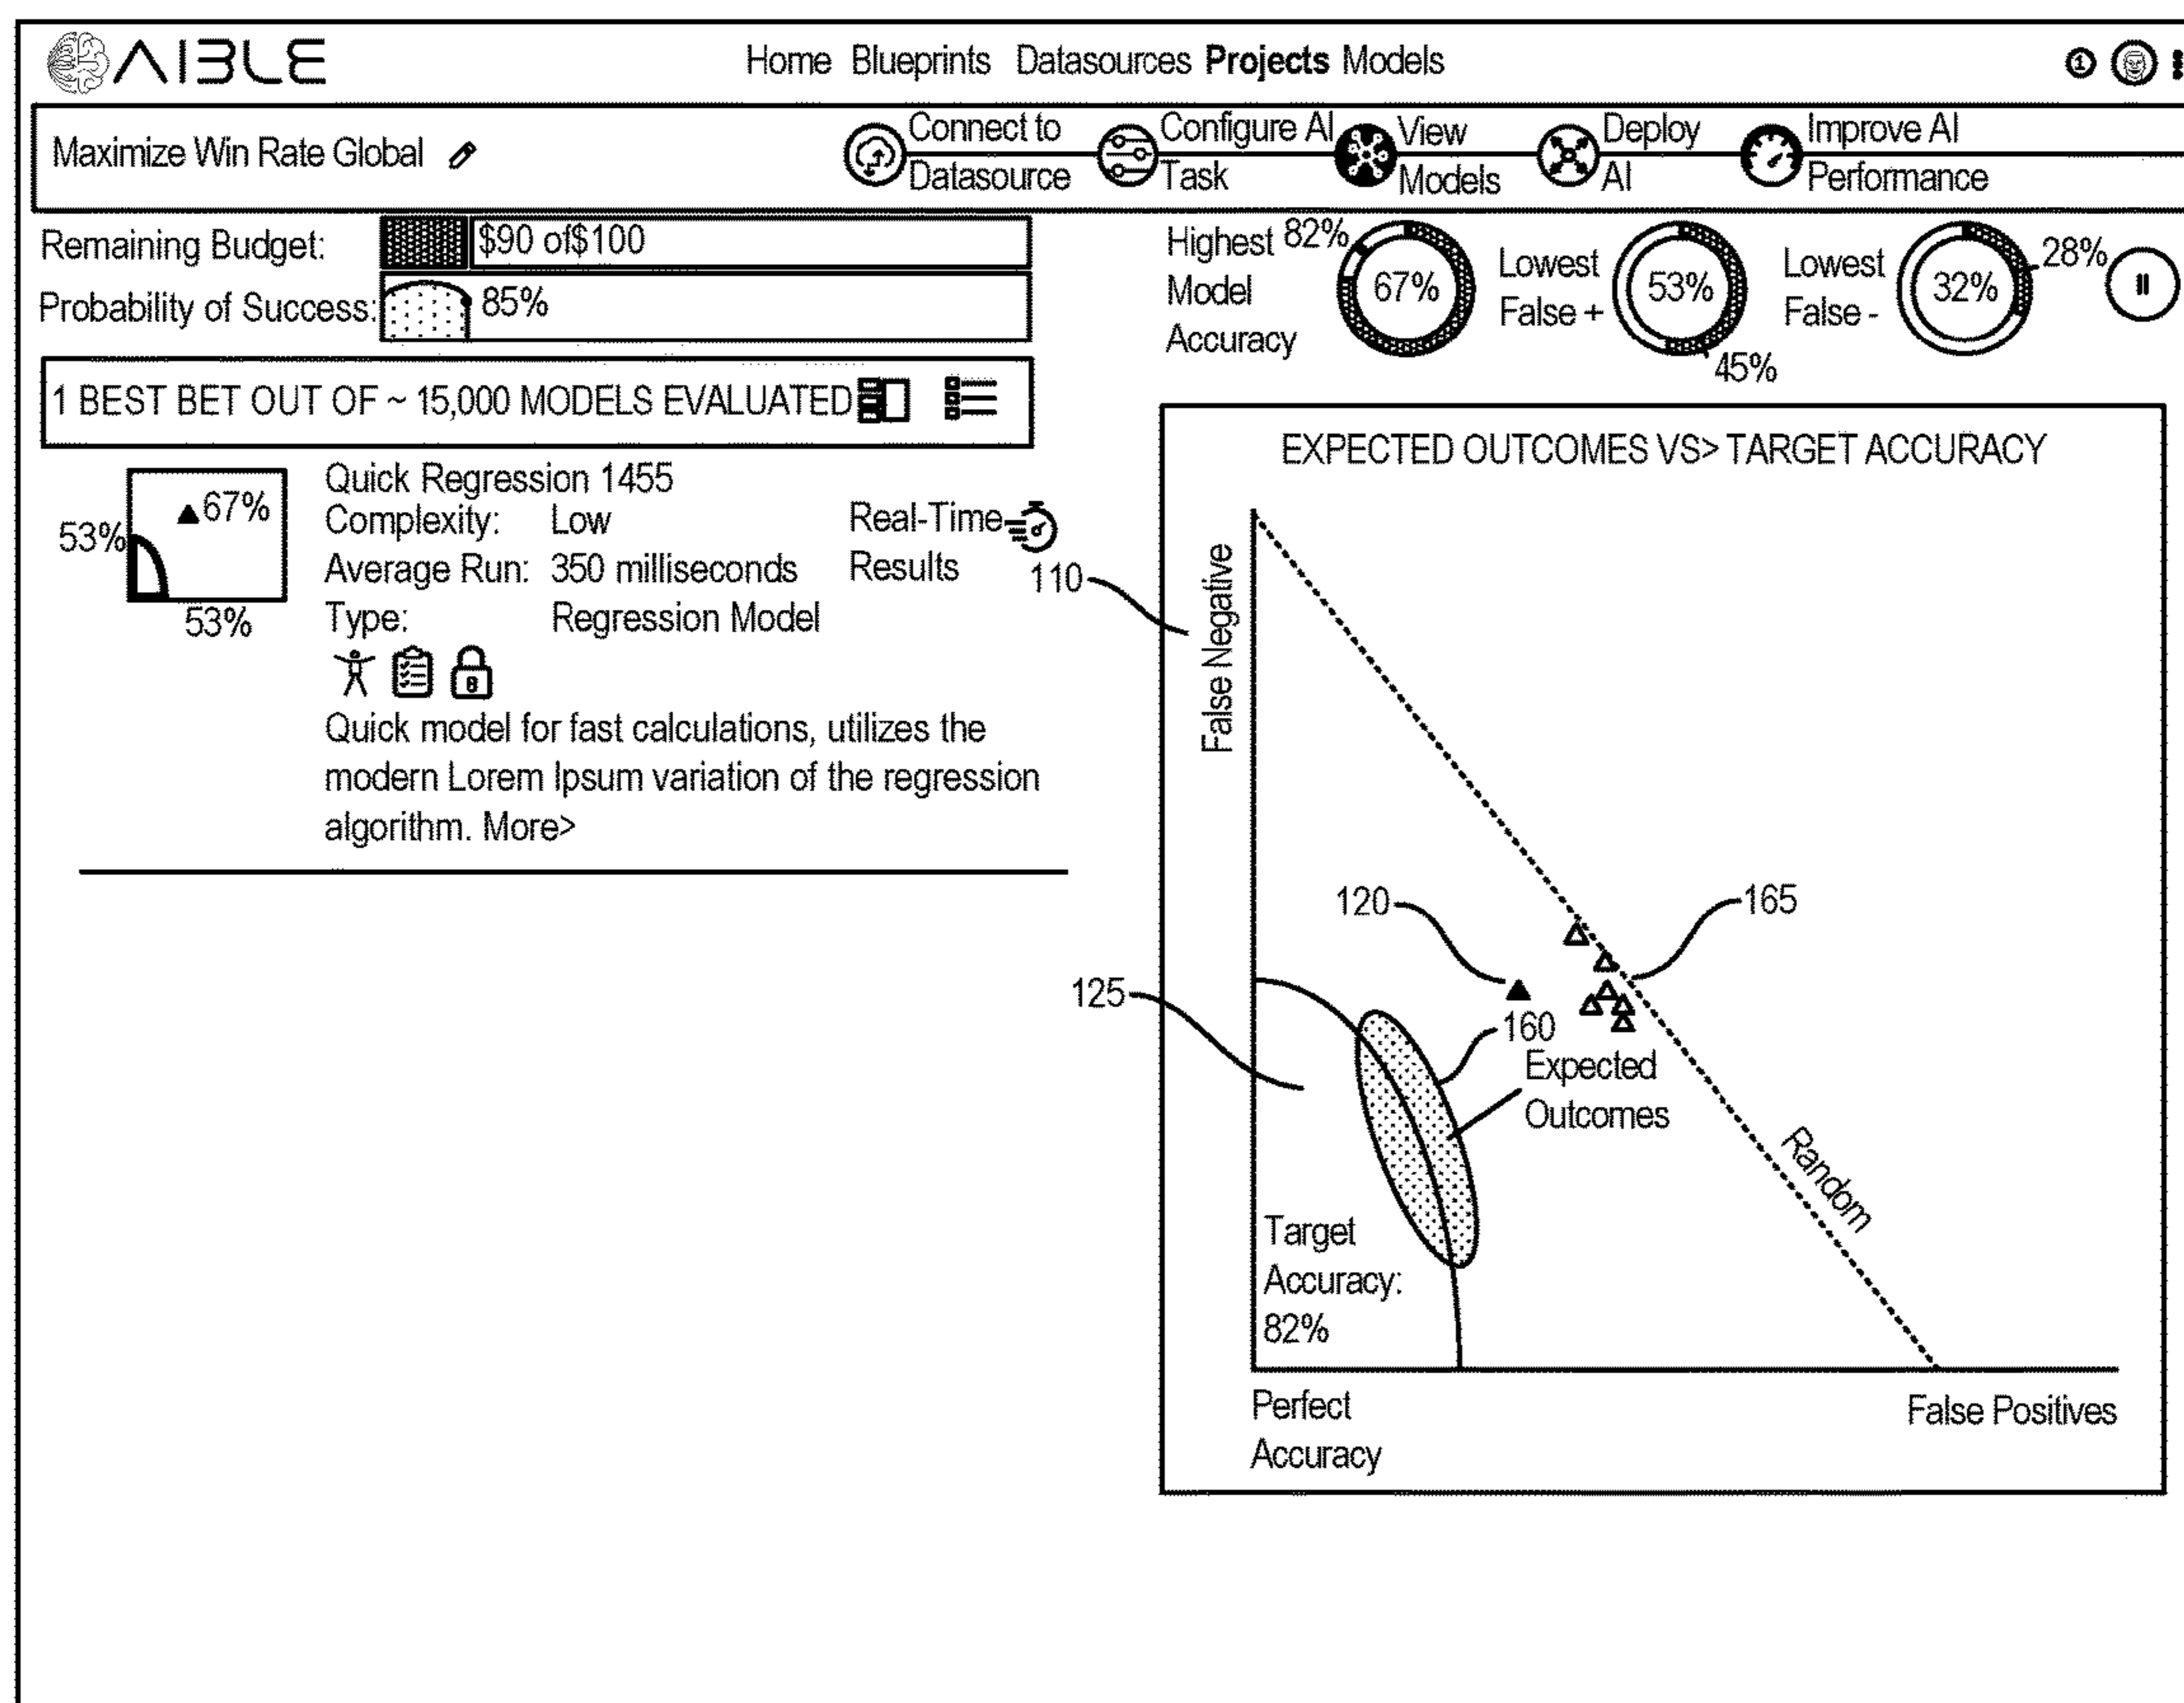 AIBLE
Home Blueprints Datasources Projects Models
1
Maximize Win Rate Global
Connect to
Datasource
Configure AI
Task
View
Models
Deploy
AI
Improve AI
Performance
Remaining Budget:
$90 of$100
Probability of Success:
85%
Highest
Model
Accuracy
82%
67%
Lowest
False +
53%
45%
Lowest
False -
32%
28%
1 BEST BET OUT OF ~ 15,000 MODELS EVALUATED
53%
67%
53%
Quick Regression 1455
Complexity: Low
Average Run: 350 milliseconds
Type: Regression Model
Real-Time
Results
Quick model for fast calculations, utilizes the
modern Lorem Ipsum variation of the regression
algorithm. More>
110
EXPECTED OUTCOMES VS> TARGET ACCURACY
False Negative
120
165
125
160
Expected
Outcomes
Random
Target
Accuracy:
82%
Perfect
Accuracy
False Positives